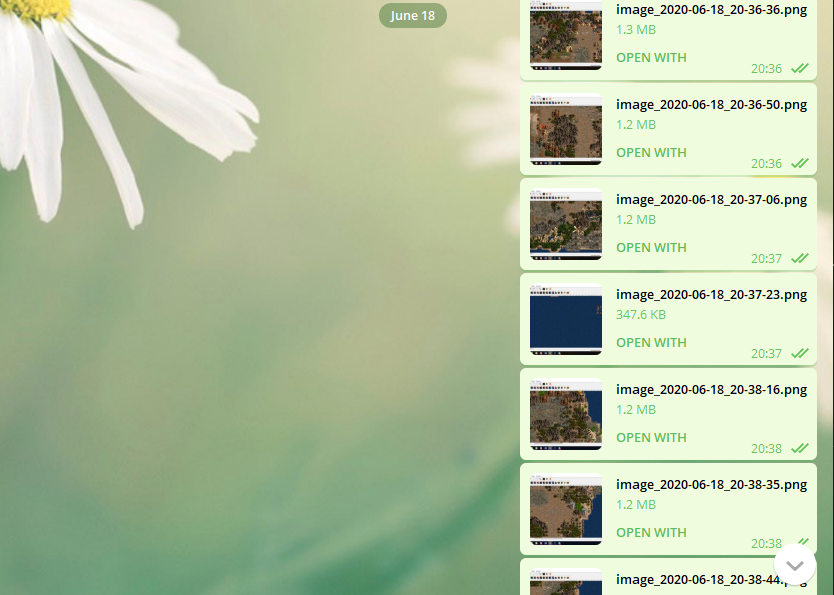 June 18
image_2020-06-18_20-36-36.png
1.3 MB
OPEN WITH
20:36
image_2020-06-18_20-36-50.png
1.2 MB
OPEN WITH
20:36
image_2020-06-18_20-37-06.png
1.2 MB
OPEN WITH
20:37
image_2020-06-18_20-37-23.png
347.6 KB
OPEN WITH
20:37
image_2020-06-18_20-38-16.png
1.2 MB
OPEN WITH
20:38
image_2020-06-18_20-38-35.png
1.2 MB
OPEN WITH
20:38
image_2020-06-18_20-38-44.png